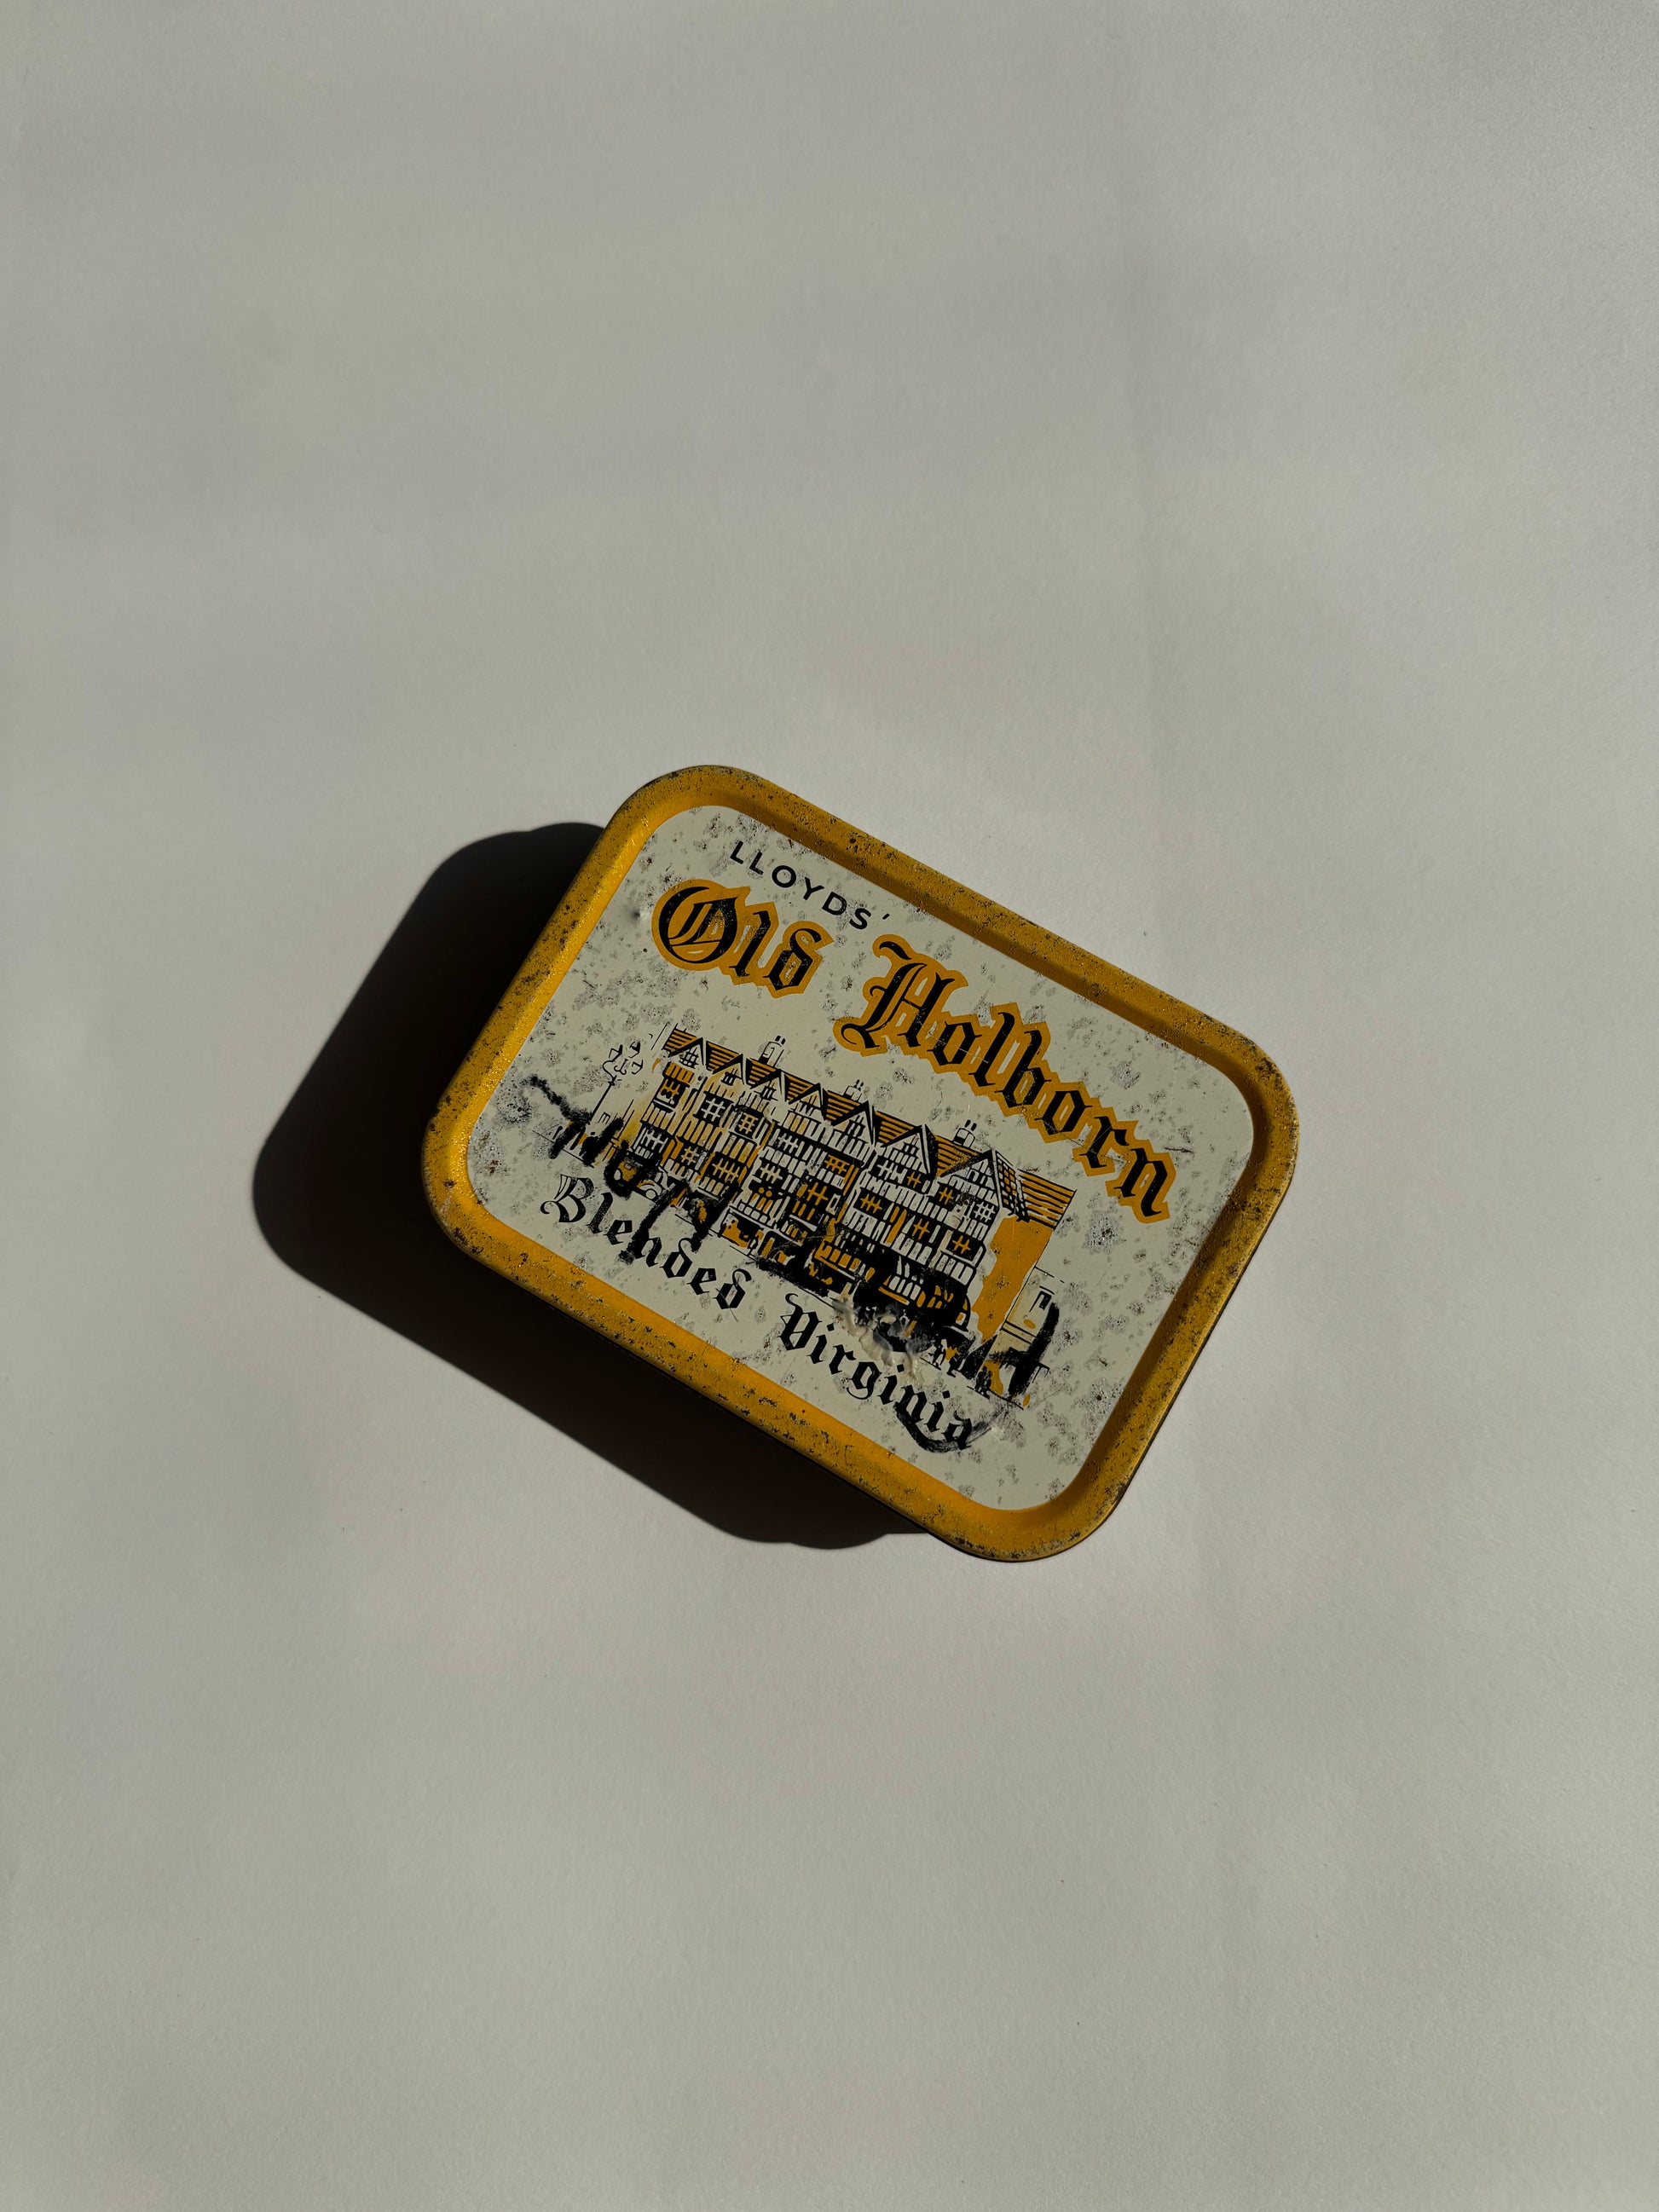 LLOYDS'
Old Holborn
Blended Virginia